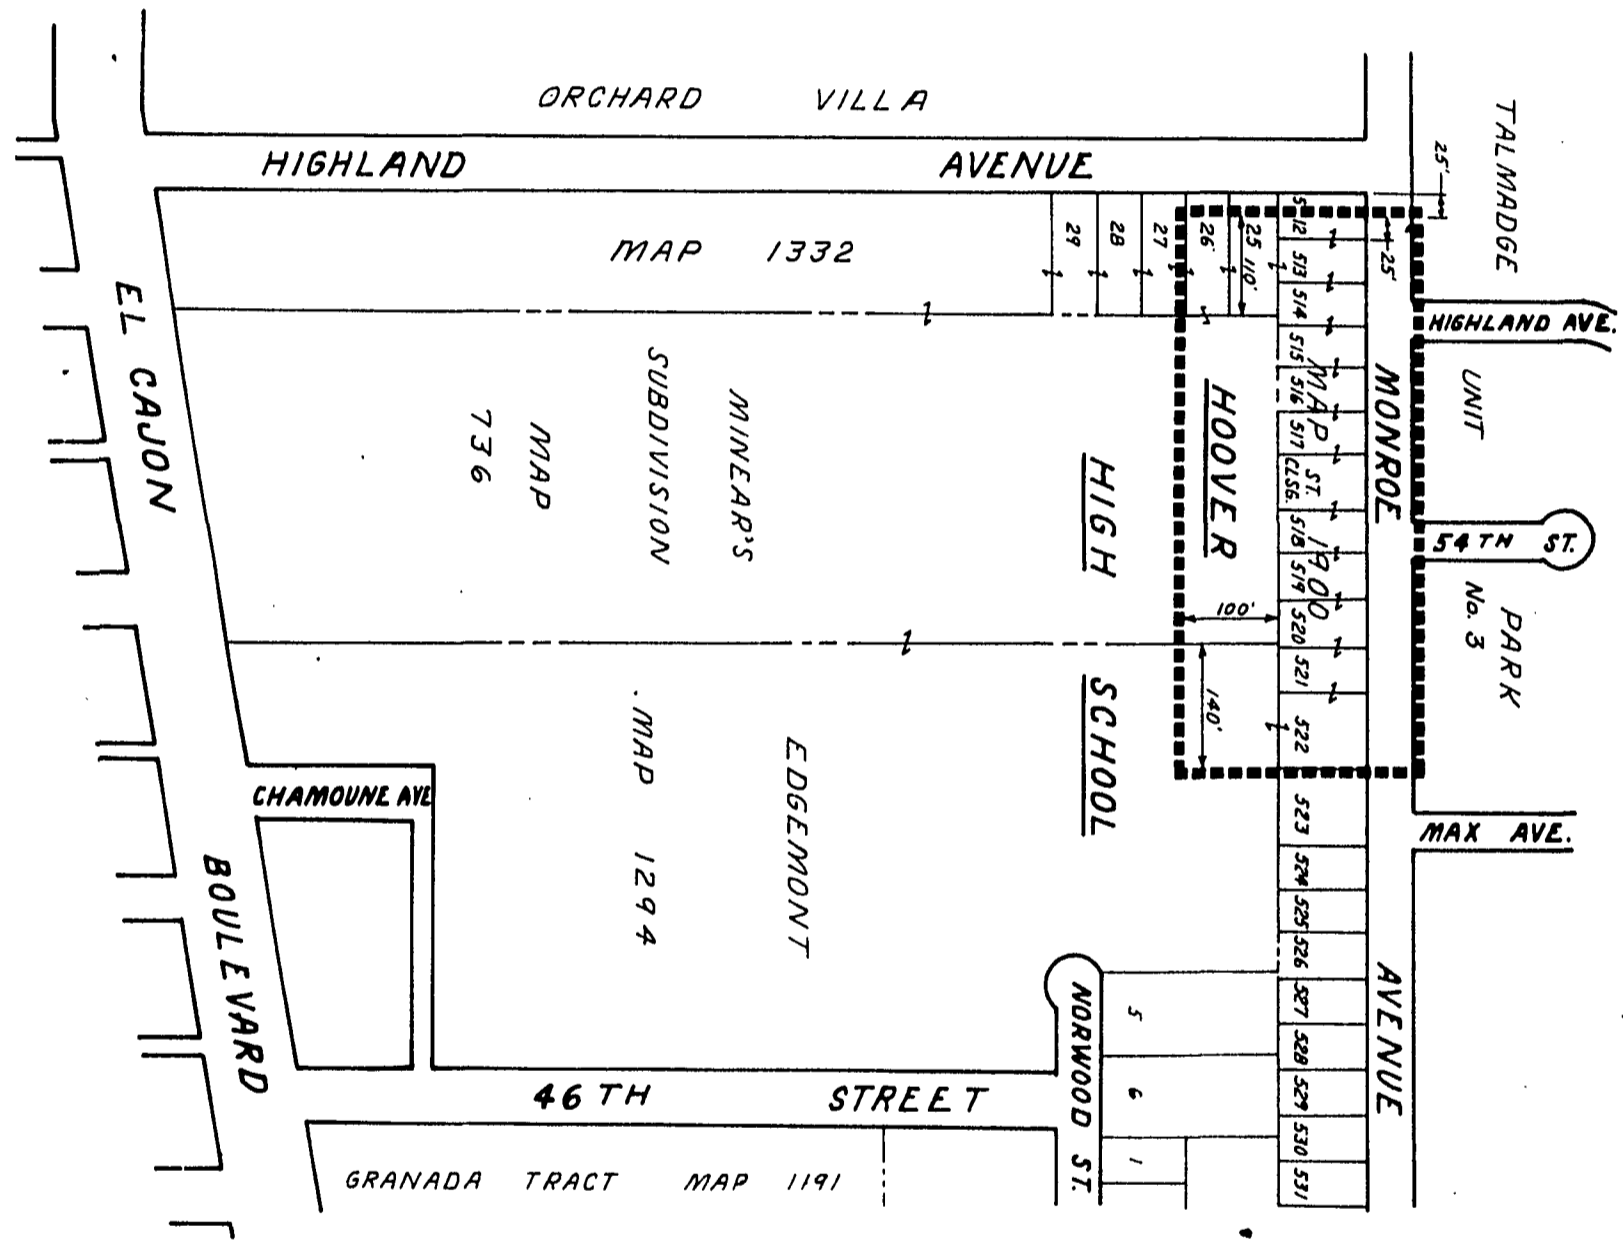 ORCHARD VILLA
HIGHLAND AVENUE
TALMADGE
UNIT
PARK
No. 3
25'
25'
HIGHLAND AVE.
54TH ST.
MAX AVE.
MONROE
AVENUE
MAP 1332
29
28
27
26
25
110'
512
513
514
515
516
517
ST. CLSG.
518
519
520
521
522
523
524
525
526
527
528
529
530
531
MAP 1900
HOOVER
HIGH
SCHOOL
100'
140'
MINEAR'S
SUBDIVISION
MAP
736
EDGEMONT
MAP 1294
EL CAJON
BOULEVARD
CHAMOUNE AVE
46TH STREET
NORWOOD ST.
5
6
1
GRANADA TRACT MAP 1191